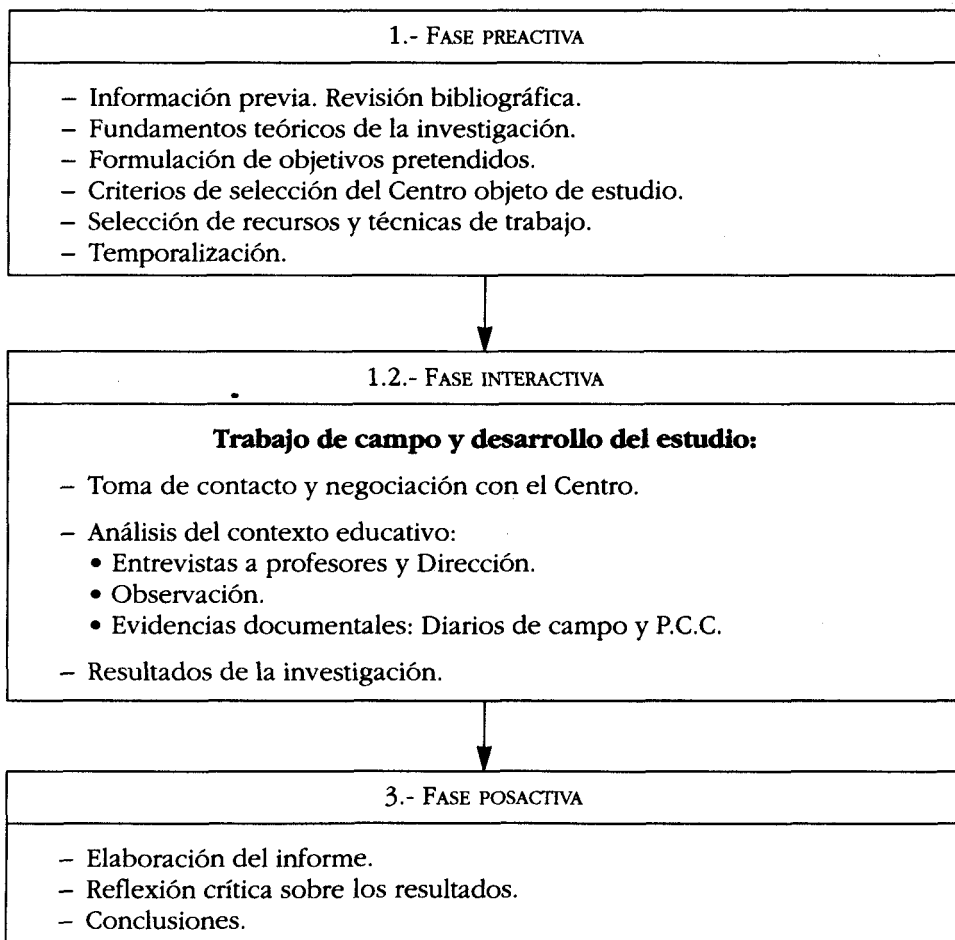 1.- FASE PREACTIVA
– Información previa. Revisión bibliográfica.
– Fundamentos teóricos de la investigación.
– Formulación de objetivos pretendidos.
– Criterios de selección del Centro objeto de estudio.
– Selección de recursos y técnicas de trabajo.
– Temporalización.
1.2.- FASE INTERACTIVA
Trabajo de campo y desarrollo del estudio:
– Toma de contacto y negociación con el Centro.
– Análisis del contexto educativo:
• Entrevistas a profesores y Dirección.
• Observación.
• Evidencias documentales: Diarios de campo y P.C.C.
– Resultados de la investigación.
3.- FASE POSACTIVA
– Elaboración del informe.
– Reflexión crítica sobre los resultados.
– Conclusiones.